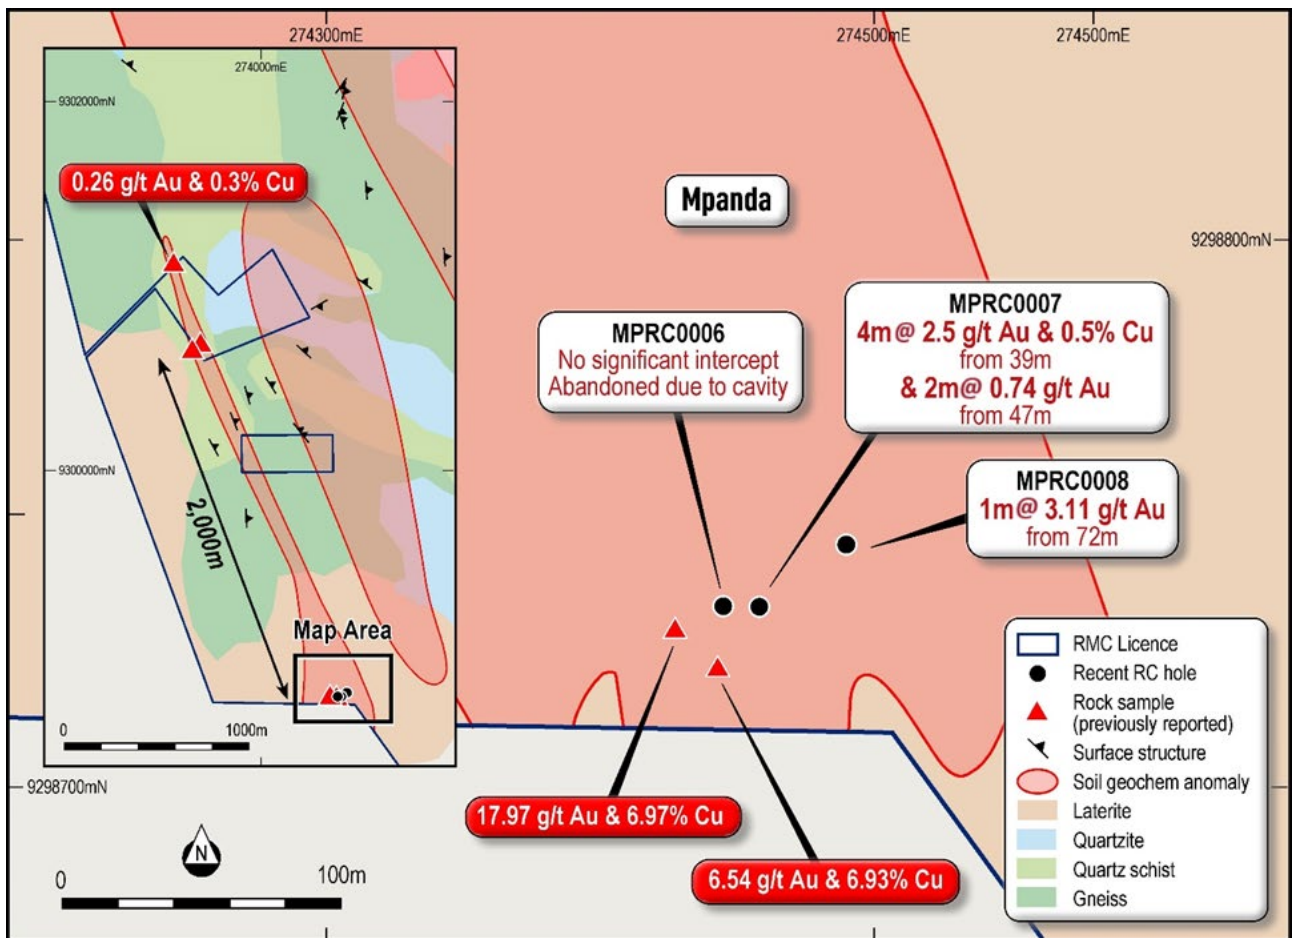 274300mE
274500mE
274500mE
274000mE
9302000mN
0.26 g/t Au & 0.3% Cu
9300000mN
2,000m
Map Area
0
1000m
Mpanda
9298800mN
MPRC0006
No significant intercept
Abandoned due to cavity
MPRC0007
4m@ 2.5 g/t Au & 0.5% Cu
from 39m
& 2m@ 0.74 g/t Au
from 47m
MPRC0008
1m@ 3.11 g/t Au
from 72m
9298700mN
17.97 g/t Au & 6.97% Cu
6.54 g/t Au & 6.93% Cu
N
0
100m
RMC Licence
Recent RC hole
Rock sample
(previously reported)
Surface structure
Soil geochem anomaly
Laterite
Quartzite
Quartz schist
Gneiss